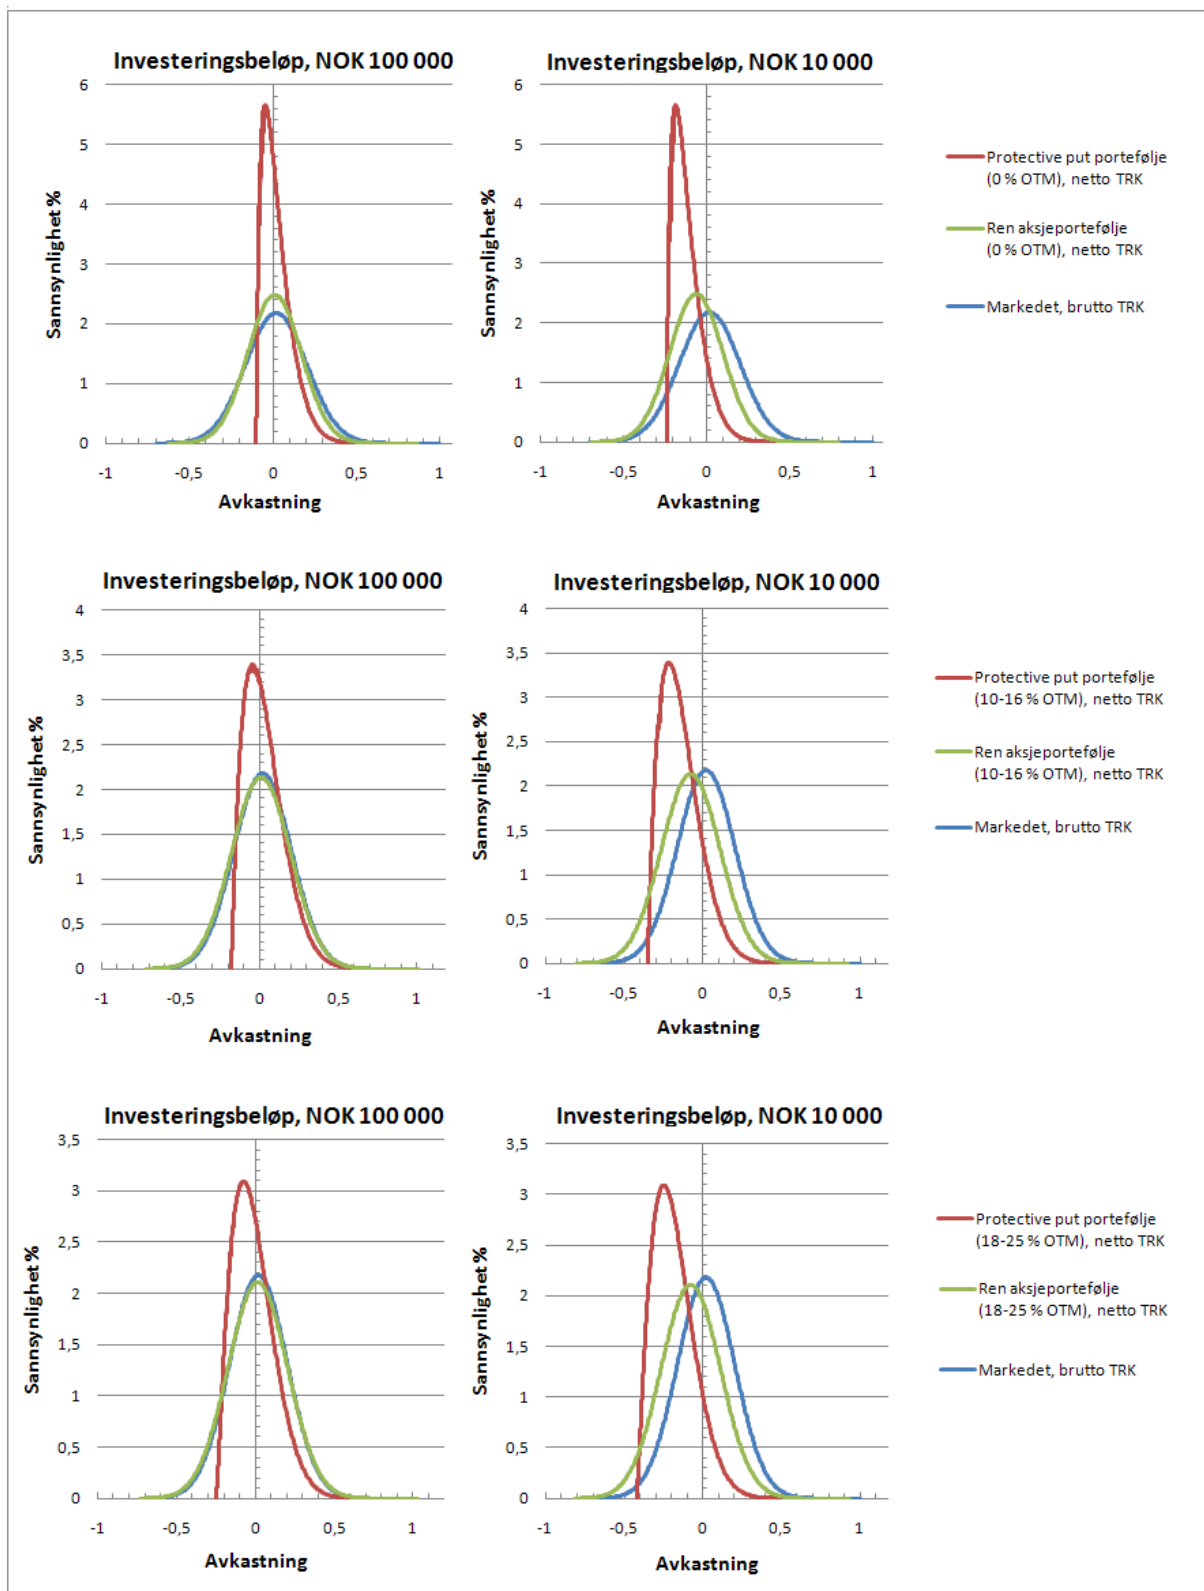 Investeringsbeløp, NOK 100 000
6
5
4
3
2
1
0
-1
-0,5
0
0,5
1
Sannsynlighet %
Avkastning
Investeringsbeløp, NOK 10 000
6
5
4
3
2
1
0
-1
-0,5
0
0,5
1
Sannsynlighet %
Avkastning
Protective put portefølje
(0 % OTM), netto TRK
Ren aksjeportefølje
(0 % OTM), netto TRK
Markedet, brutto TRK
Investeringsbeløp, NOK 100 000
4
3,5
3
2,5
2
1,5
1
0,5
0
-1
-0,5
0
0,5
1
Sannsynlighet %
Avkastning
Investeringsbeløp, NOK 10 000
4
3,5
3
2,5
2
1,5
1
0,5
0
-1
-0,5
0
0,5
1
Sannsynlighet %
Avkastning
Protective put portefølje
(10-16 % OTM), netto TRK
Ren aksjeportefølje
(10-16 % OTM), netto TRK
Markedet, brutto TRK
Investeringsbeløp, NOK 100 000
3,5
3
2,5
2
1,5
1
0,5
0
-1
-0,5
0
0,5
1
Sannsynlighet %
Avkastning
Investeringsbeløp, NOK 10 000
3,5
3
2,5
2
1,5
1
0,5
0
-1
-0,5
0
0,5
1
Sannsynlighet %
Avkastning
Protective put portefølje
(18-25 % OTM), netto TRK
Ren aksjeportefølje
(18-25 % OTM), netto TRK
Markedet, brutto TRK